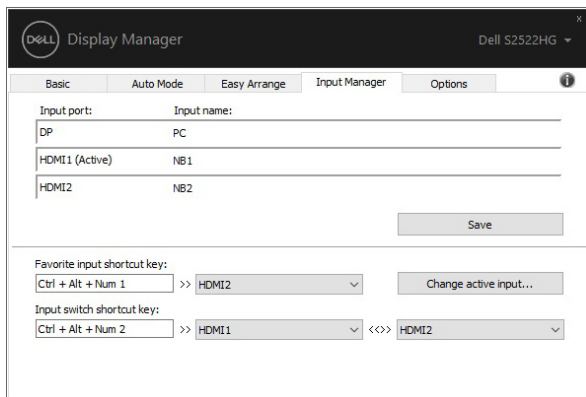 x
DELL Display Manager Dell S2522HG
Basic Auto Mode Easy Arrange Input Manager Options i
Input port: Input name:
DP PC
HDMI1 (Active) NB1
HDMI2 NB2
Save
Favorite input shortcut key:
Ctrl + Alt + Num 1 >> HDMI2 Change active input...
Input switch shortcut key:
Ctrl + Alt + Num 2 >> HDMI1 <<>> HDMI2